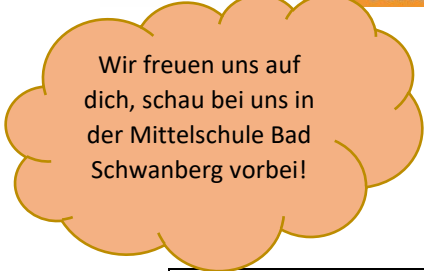 Wir freuen uns auf
dich, schau bei uns in
der Mittelschule Bad
Schwanberg vorbei!